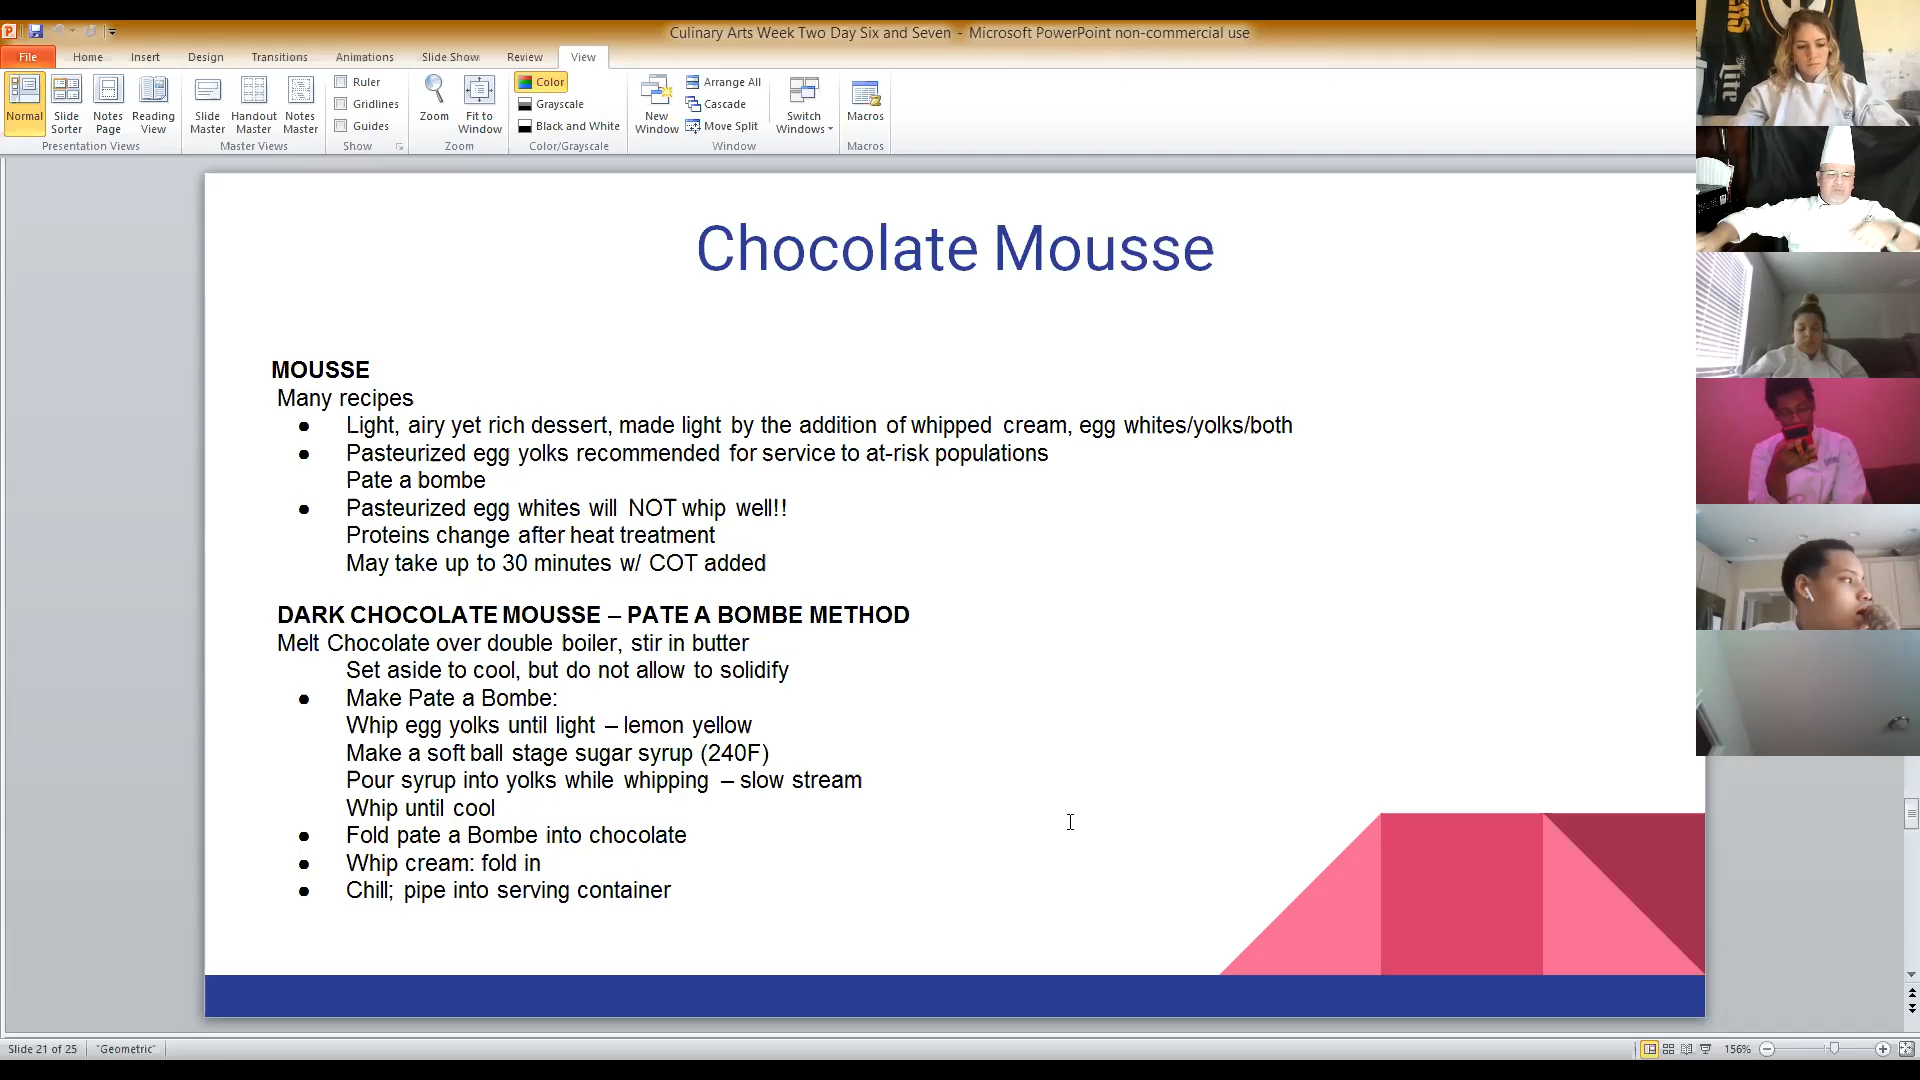 Culinary Arts Week Two Day Six and Seven - Microsoft PowerPoint non-commercial use
File Home Insert Design Transitions Animations Slide Show Review View
Normal
Slide Sorter
Notes Page
Reading View
Presentation Views
Slide Master
Handout Master
Notes Master
Master Views
Ruler
Gridlines
Guides
Show
Zoom
Fit to Window
Zoom
Color
Grayscale
Black and White
Color/Grayscale
New Window
Arrange All
Cascade
Move Split
Switch Windows
Window
Macros
Macros
Chocolate Mousse
MOUSSE
Many recipes
● Light, airy yet rich dessert, made light by the addition of whipped cream, egg whites/yolks/both
● Pasteurized egg yolks recommended for service to at-risk populations
Pate a bombe
● Pasteurized egg whites will NOT whip well!!
Proteins change after heat treatment
May take up to 30 minutes w/ COT added
DARK CHOCOLATE MOUSSE – PATE A BOMBE METHOD
Melt Chocolate over double boiler, stir in butter
Set aside to cool, but do not allow to solidify
● Make Pate a Bombe:
Whip egg yolks until light – lemon yellow
Make a soft ball stage sugar syrup (240F)
Pour syrup into yolks while whipping – slow stream
Whip until cool
● Fold pate a Bombe into chocolate
● Whip cream: fold in
● Chill; pipe into serving container
Lite
Slide 21 of 25
"Geometric"
156%